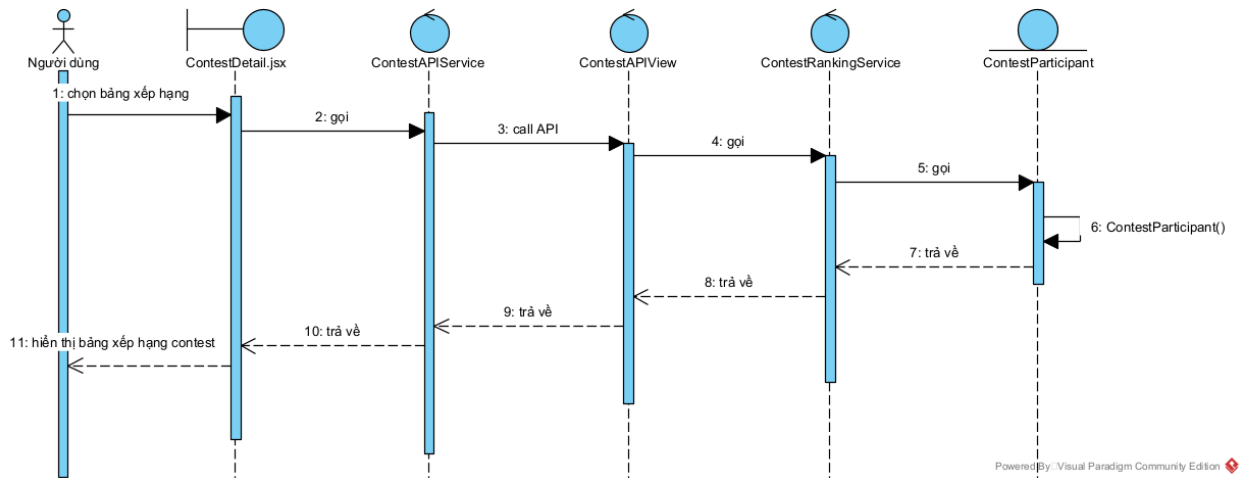 Người dùng
ContestDetail.jsx
ContestAPIService
ContestAPIView
ContestRankingService
ContestParticipant
1: chọn bảng xếp hạng
2: gọi
3: call API
4: gọi
5: gọi
6: ContestParticipant()
7: trả về
8: trả về
9: trả về
10: trả về
11: hiển thị bảng xếp hạng contest
Powered By Visual Paradigm Community Edition